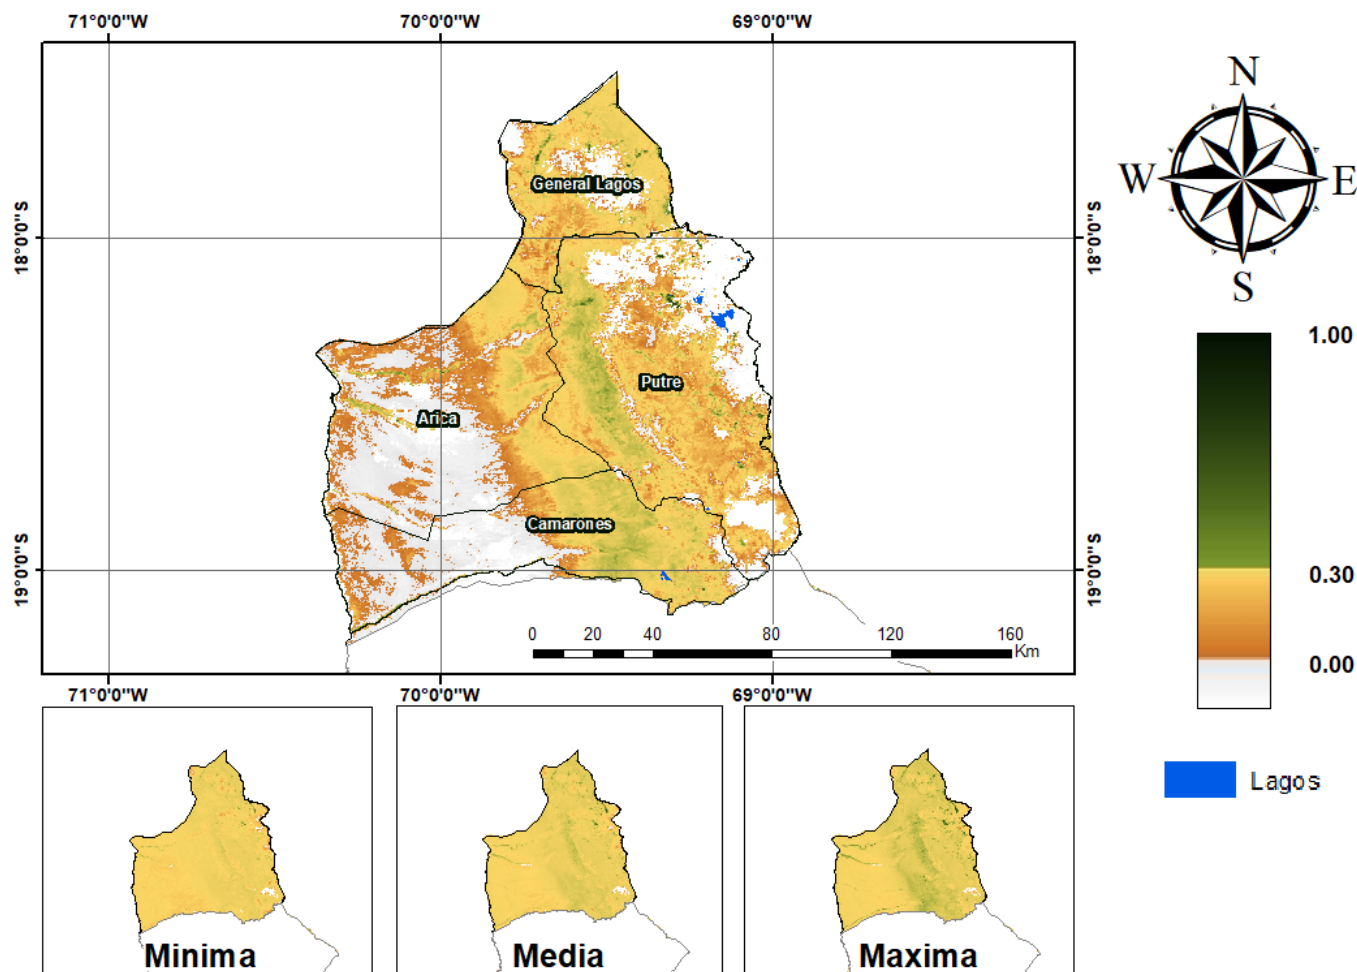 71°0'0"W 70°0'0"W 69°0'0"W
N
W E
S
18°0'0"S 18°0'0"S
General Lagos
Putre
Arica
Camarones
19°0'0"S 19°0'0"S
0 20 40 80 120 160
Km
71°0'0"W 70°0'0"W 69°0'0"W
1.00
0.30
0.00
Lagos
Minima Media Maxima